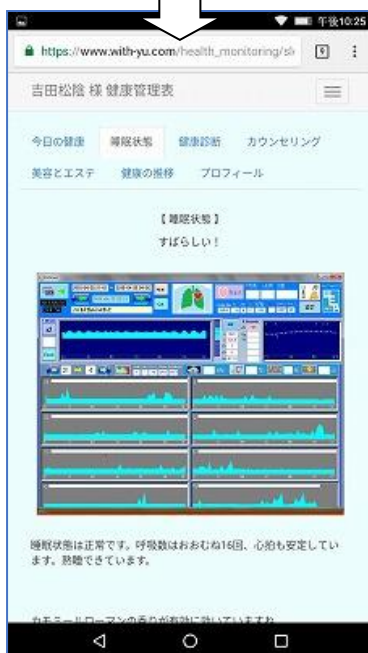 午後10:25
https://www.with-yu.com/health_monitoring/sl
吉田松陰 様 健康管理表
今日の健康 睡眠状態 健康診断 カウンセリング
美容とエステ 健康の推移 プロフィール
【 睡眠状態 】
すばらしい！
睡眠状態は正常です。呼吸数はおおむね16回、心拍も安定してい
ます。熟睡できています。
カモミールローマンの香りが有効に効いていますね